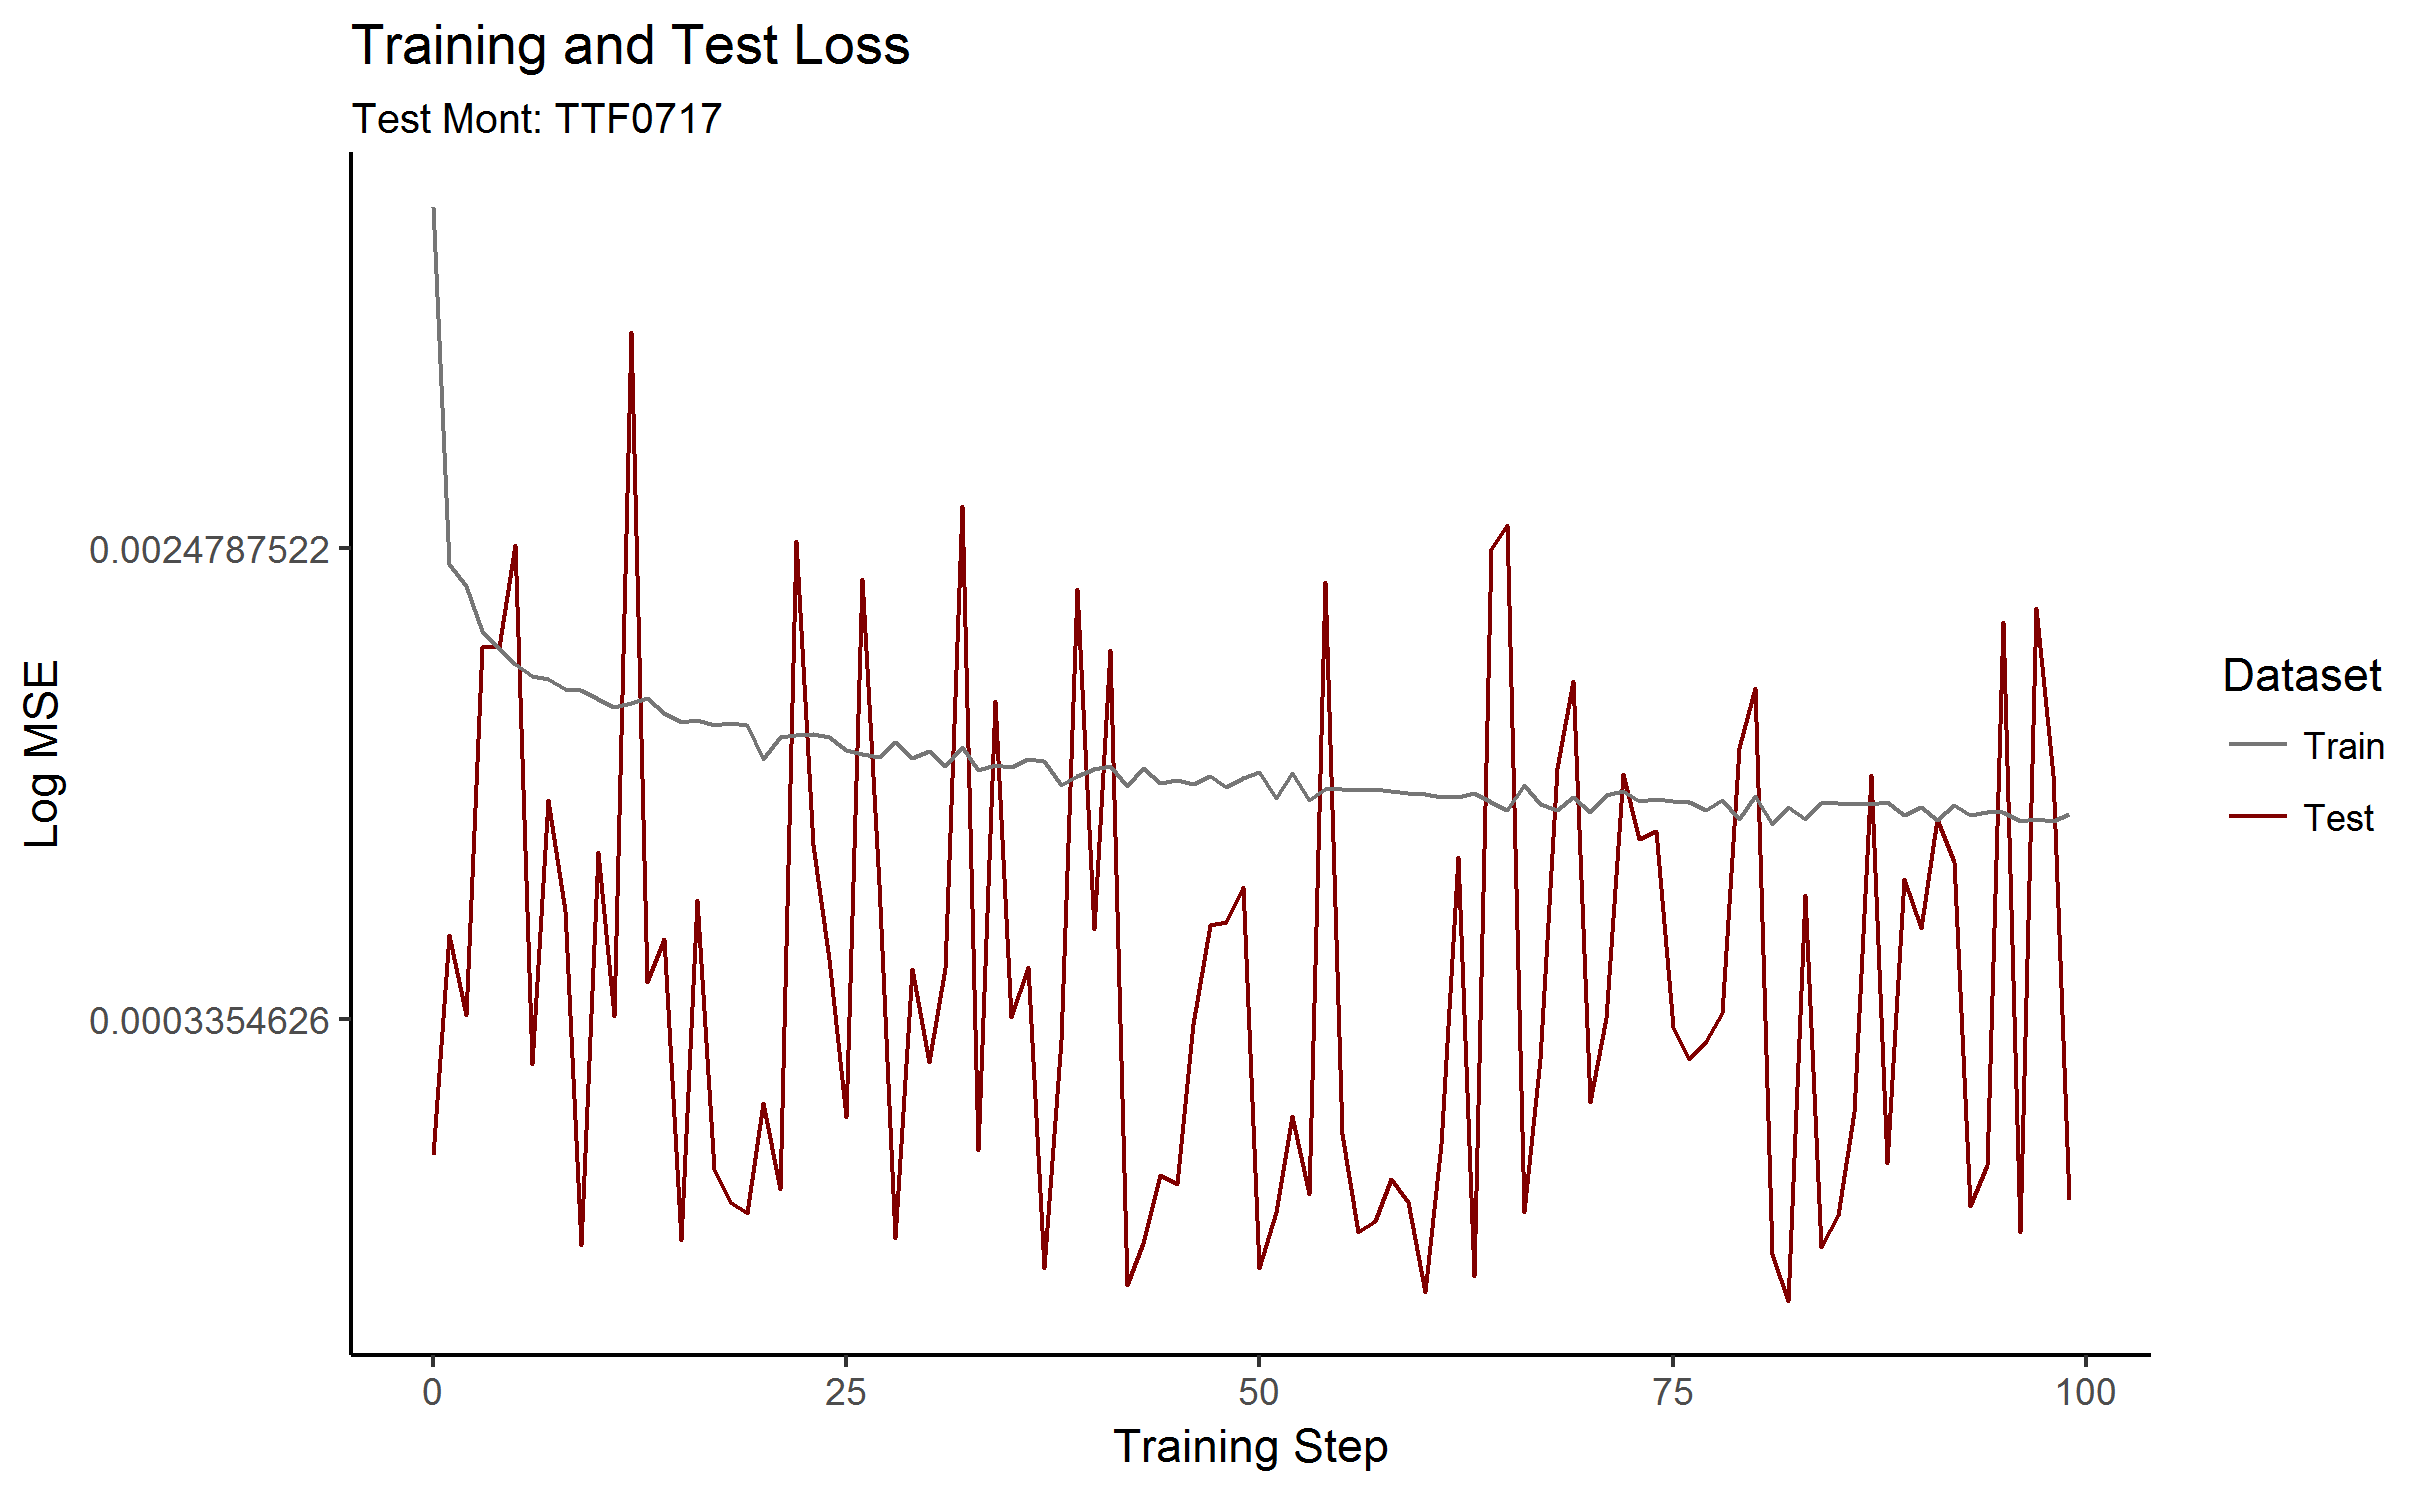 Training and Test Loss
Test Mont: TTF0717
Log MSE
0.0024787522
0.0003354626
0
25
50
75
100
Training Step
Dataset
Train
Test